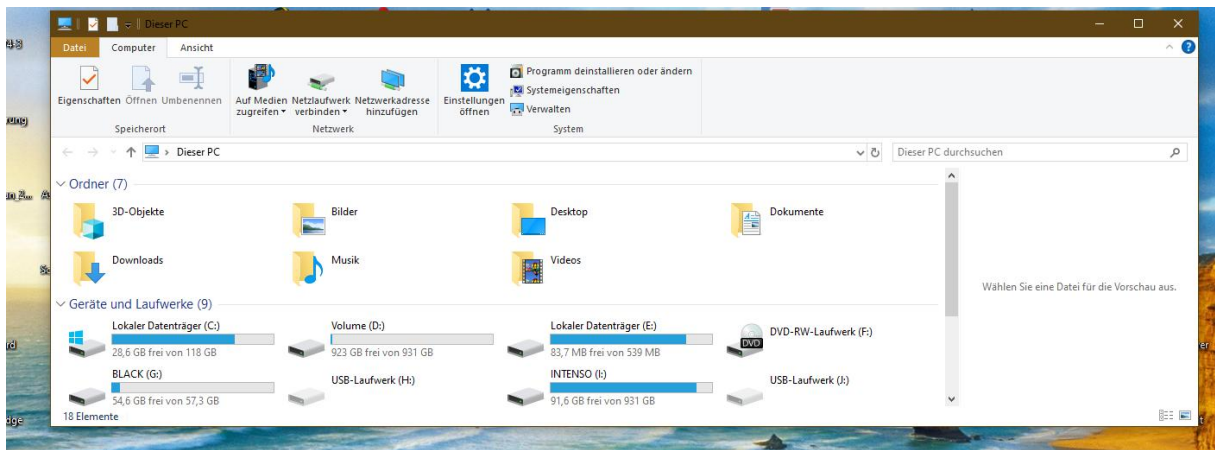 Dieser PC
Datei Computer Ansicht
Eigenschaften Öffnen Umbenennen
Speicherort
Auf Medien zugreifen
Netzlaufwerk verbinden
Netzwerkadresse hinzufügen
Netzwerk
Einstellungen öffnen
Programm deinstallieren oder ändern
Systemeigenschaften
Verwalten
System
Dieser PC
Dieser PC durchsuchen
Ordner (7)
3D-Objekte
Bilder
Desktop
Dokumente
Downloads
Musik
Videos
Wählen Sie eine Datei für die Vorschau aus.
Geräte und Laufwerke (9)
Lokaler Datenträger (C:)
28,6 GB frei von 118 GB
Volume (D:)
923 GB frei von 931 GB
Lokaler Datenträger (E:)
83,7 MB frei von 539 MB
DVD-RW-Laufwerk (F:)
DVD
BLACK (G:)
54,6 GB frei von 57,3 GB
USB-Laufwerk (H:)
INTENSO (I:)
91,6 GB frei von 931 GB
USB-Laufwerk (J:)
18 Elemente